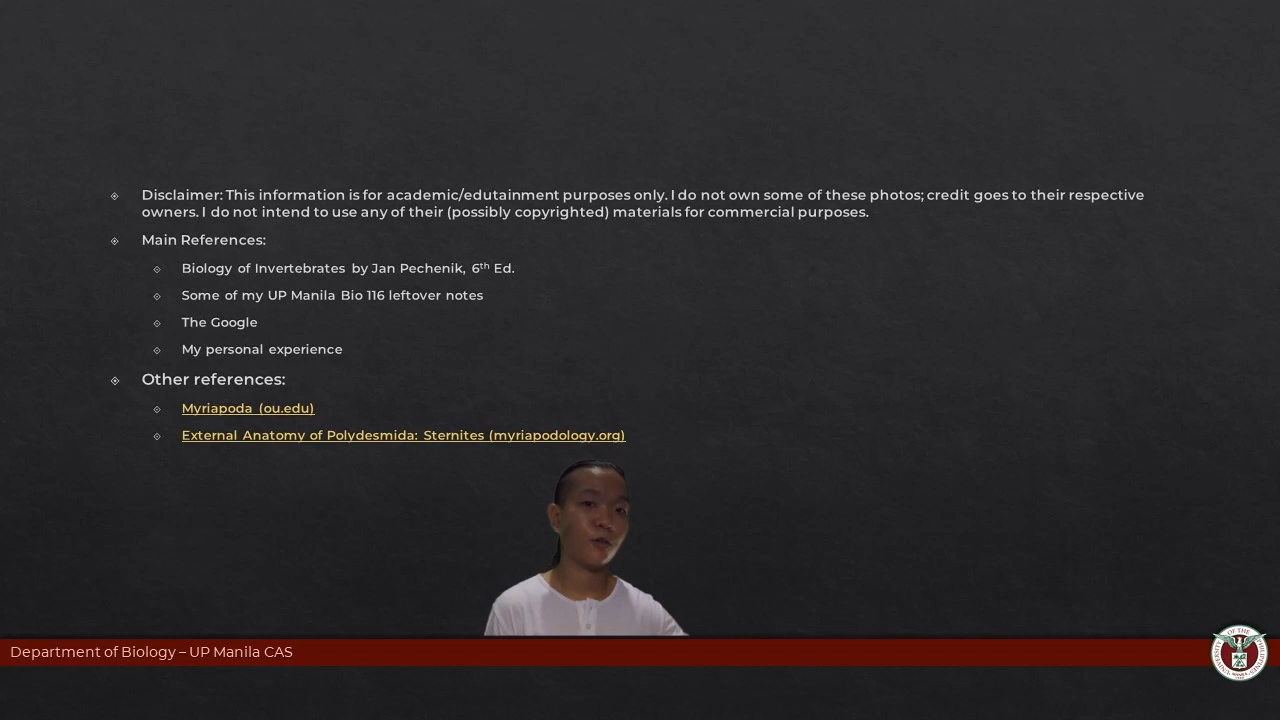 Disclaimer: This information is for academic/edutainment purposes only. I do not own some of these photos; credit goes to their respective
owners. I do not intend to use any of their (possibly copyrighted) materials for commercial purposes.
Main References:
Biology of Invertebrates by Jan Pechenik, 6th Ed.
Some of my UP Manila Bio 116 leftover notes
The Google
My personal experience
Other references:
Myriapoda (ou.edu)
External Anatomy of Polydesmida: Sternites (myriapodology.org)
Department of Biology – UP Manila CAS